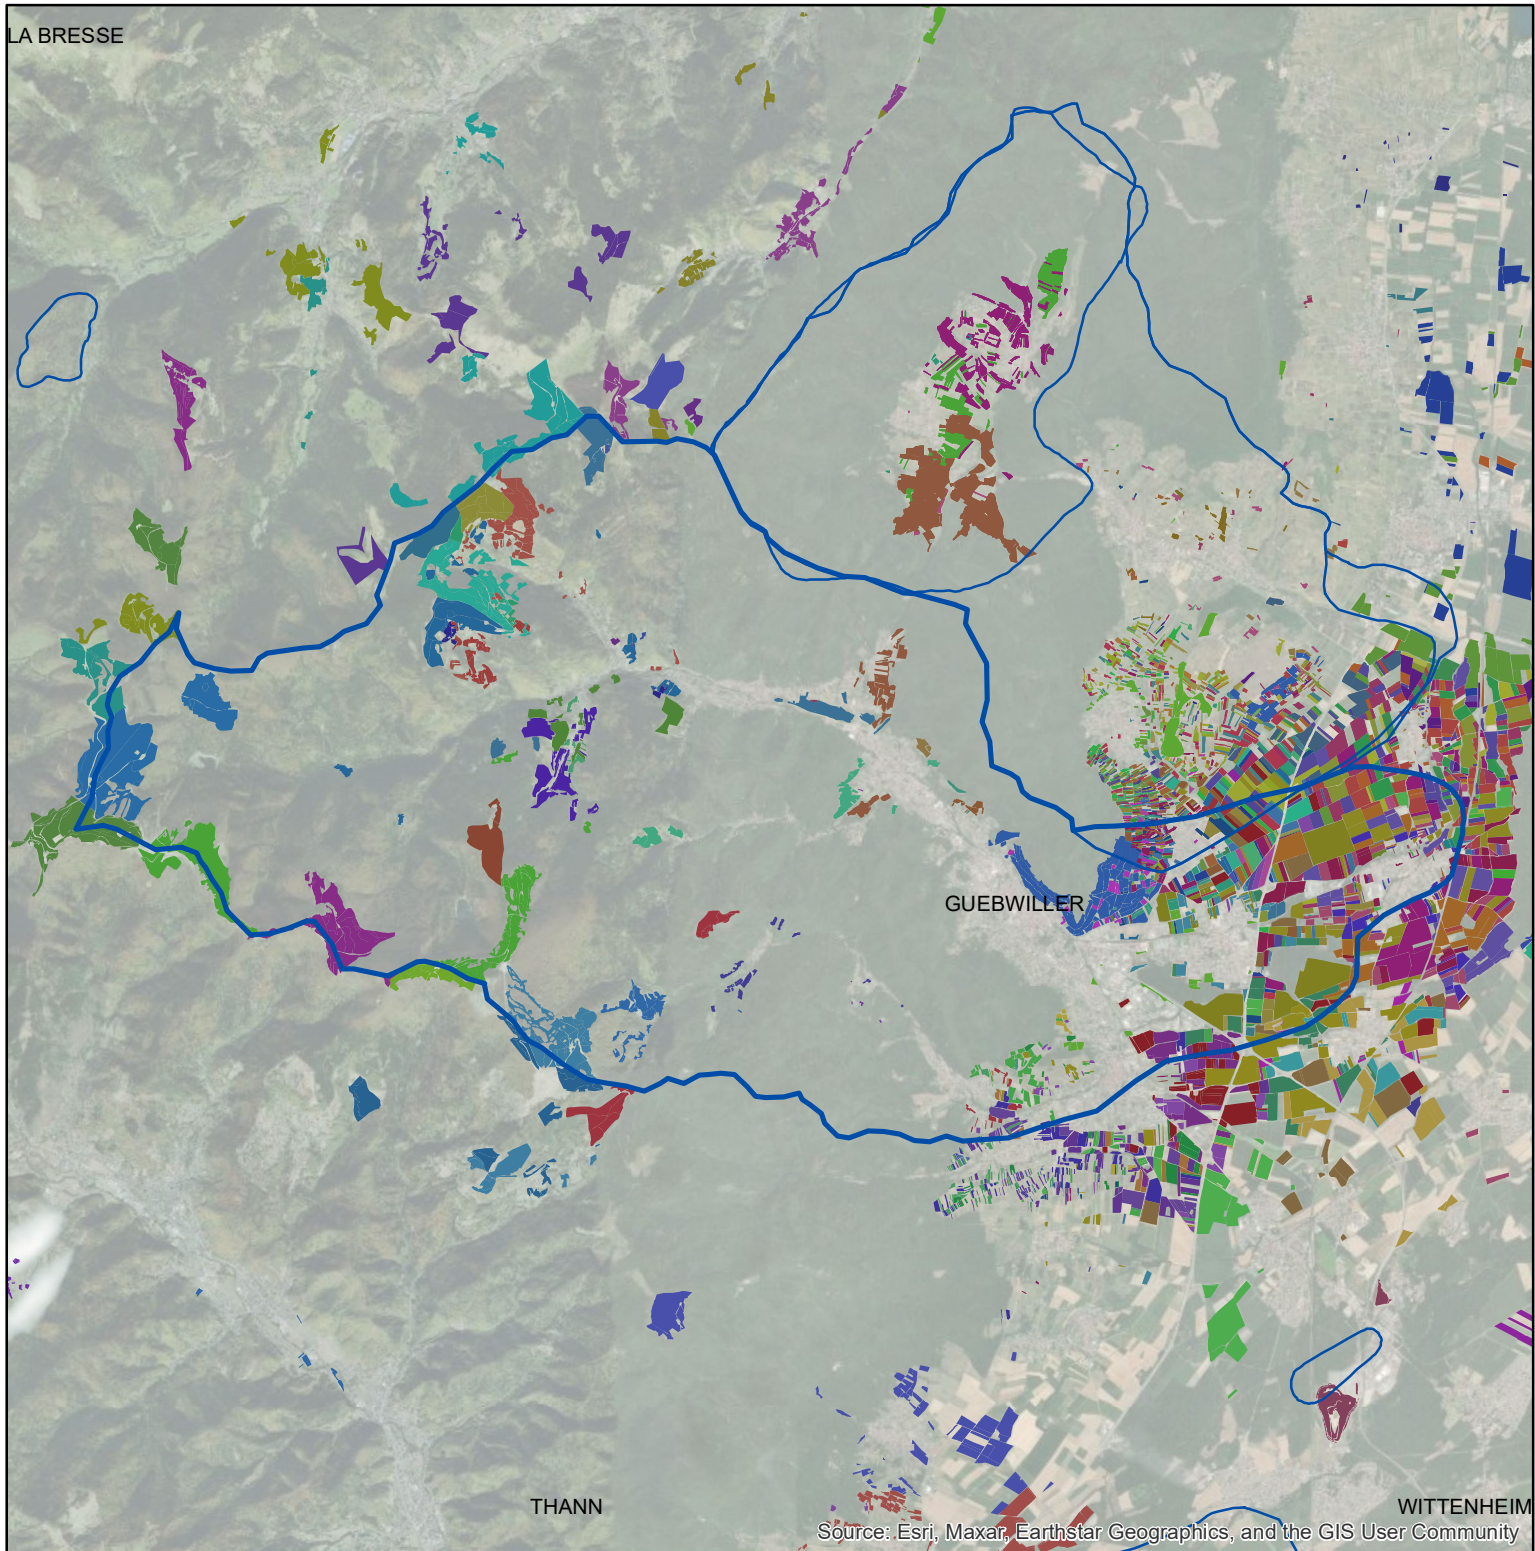 LA BRESSE
GUEBWILLER
THANN
WITTENHEIM
Source: Esri, Maxar, Earthstar Geographics, and the GIS User Community